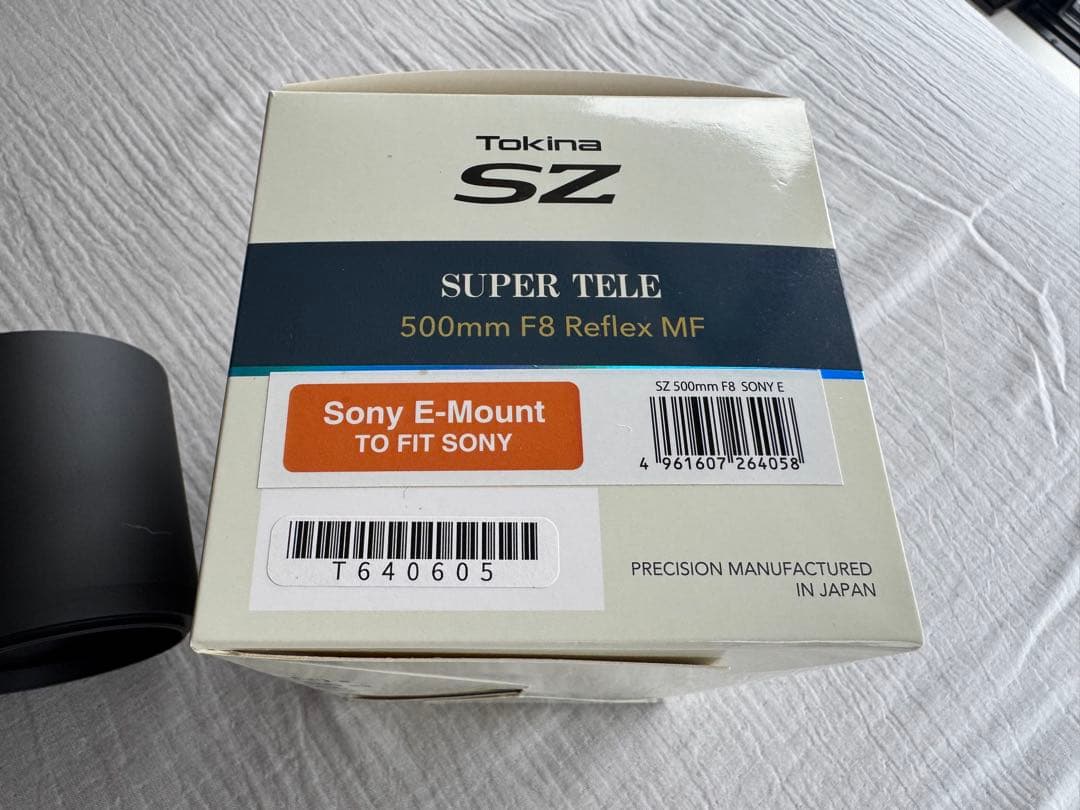 Tokina
SZ
SUPER TELE
500mm F8 Reflex MF
Sony E-Mount
TO FIT SONY
SZ 500mm F8 SONY E
4 961607 264058
T640605
PRECISION MANUFACTURED
IN JAPAN